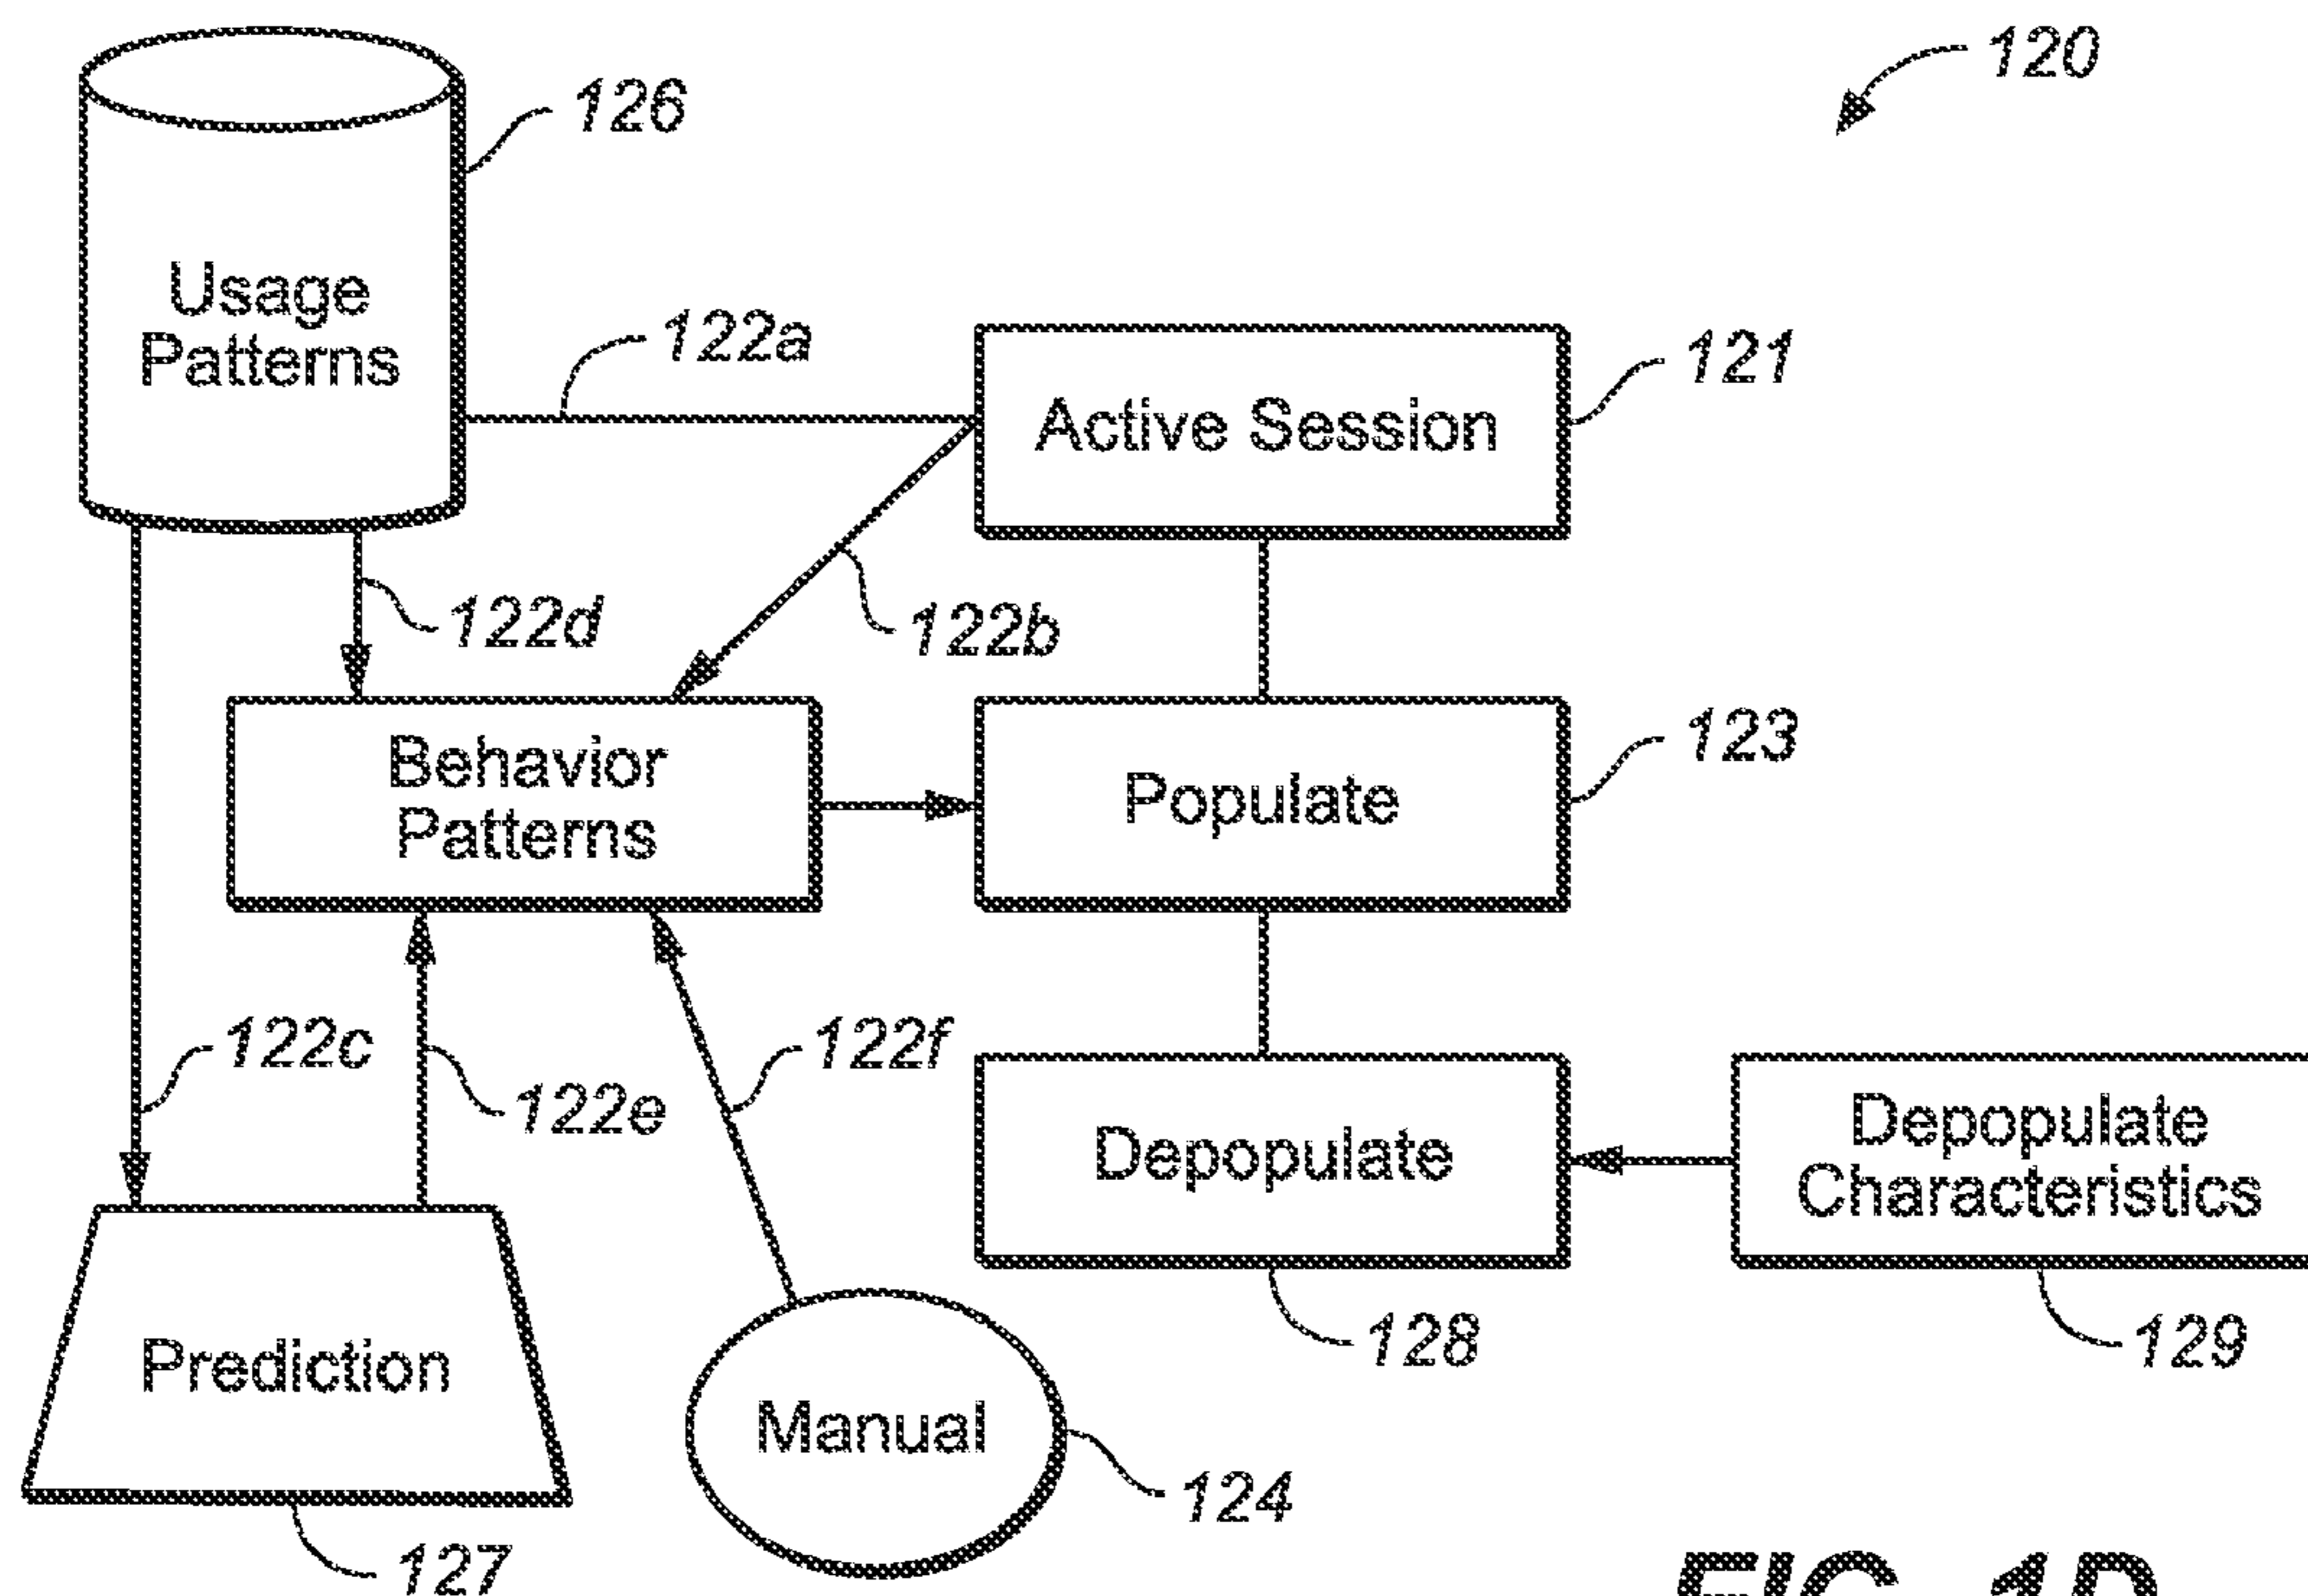 120
126
Usage
Patterns
122a
121
Active Session
122d
122b
Behavior
Patterns
123
Populate
122c
122e
122f
Depopulate
Depopulate
Characteristics
128
129
Prediction
Manual
124
127